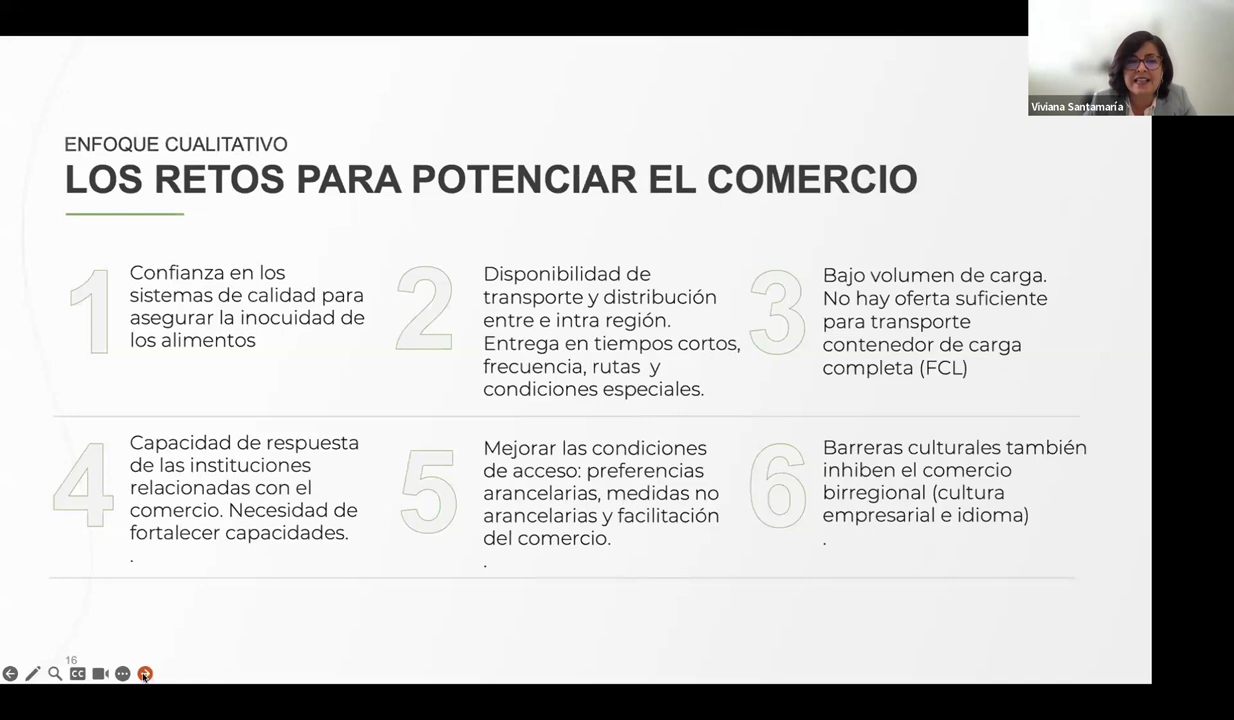 Viviana Santamaría
ENFOQUE CUALITATIVO
LOS RETOS PARA POTENCIAR EL COMERCIO
1
Confianza en los
sistemas de calidad para
asegurar la inocuidad de
los alimentos
2
Disponibilidad de
transporte y distribución
entre e intra región.
Entrega en tiempos cortos,
frecuencia, rutas y
condiciones especiales.
3
Bajo volumen de carga.
No hay oferta suficiente
para transporte
contenedor de carga
completa (FCL)
4
Capacidad de respuesta
de las instituciones
relacionadas con el
comercio. Necesidad de
fortalecer capacidades.
.
5
Mejorar las condiciones
de acceso: preferencias
arancelarias, medidas no
arancelarias y facilitación
del comercio.
.
6
Barreras culturales también
inhiben el comercio
birregional (cultura
empresarial e idioma)
.
16
CC